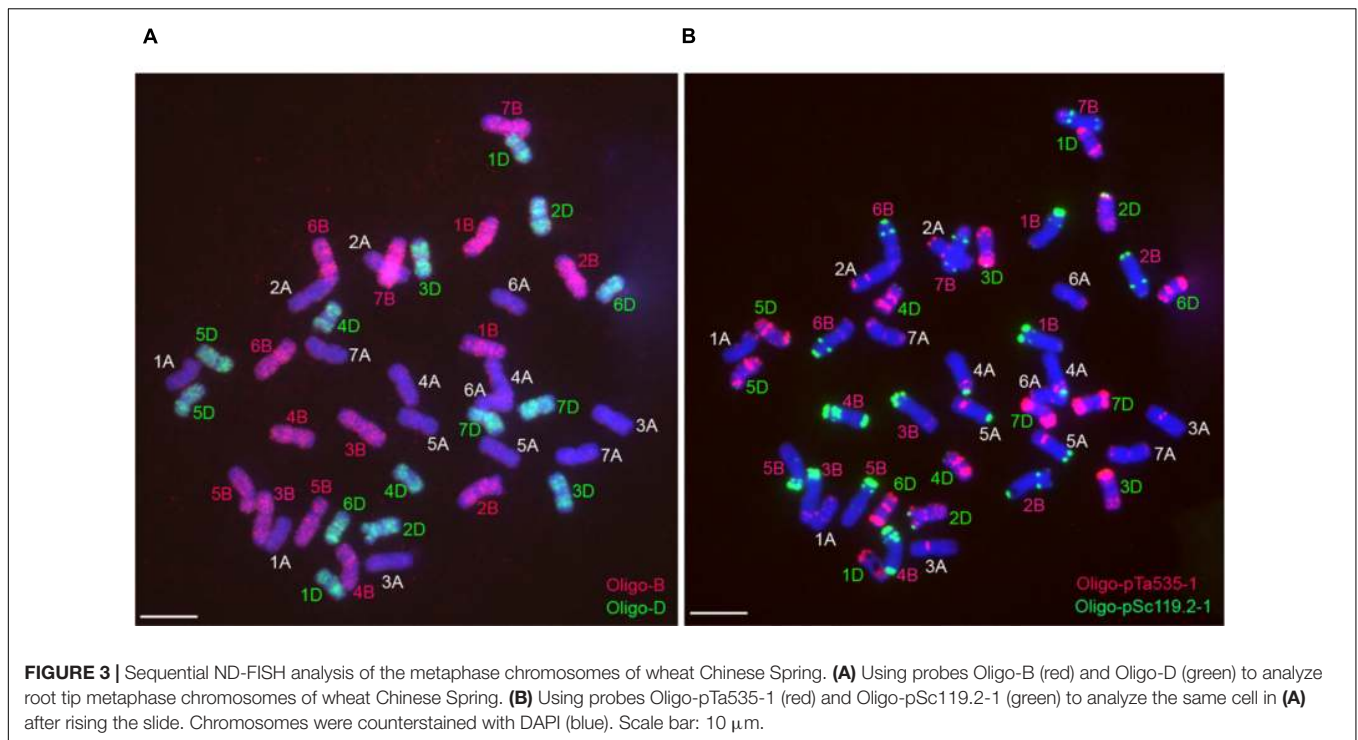 A
B
7B
1D
2D
6B
2A
1B
2B
7B
3D
2A
6A
6D
4D
5D
1A
6B
7A
1B
5D
4A
4A
6A
7D
7D
3A
4B
3B
5A
5A
7A
5B
3B
5B
4D
6D
2B
3D
2D
1A
1D
4B
3A
Oligo-B
Oligo-D
7B
1D
2D
6B
2A
1B
2B
2A
7B
3D
6A
6D
4D
5D
1A
6B
7A
1B
5D
4A
4A
6A
7D
7D
3A
4B
3B
5A
5A
7A
5B
3B
5B
4D
6D
2B
3D
2D
1A
1D
4B
3A
Oligo-pTa535-1
Oligo-pSc119.2-1
FIGURE 3 | Sequential ND-FISH analysis of the metaphase chromosomes of wheat Chinese Spring. (A) Using probes Oligo-B (red) and Oligo-D (green) to analyze
root tip metaphase chromosomes of wheat Chinese Spring. (B) Using probes Oligo-pTa535-1 (red) and Oligo-pSc119.2-1 (green) to analyze the same cell in (A)
after rising the slide. Chromosomes were counterstained with DAPI (blue). Scale bar: 10 μm.